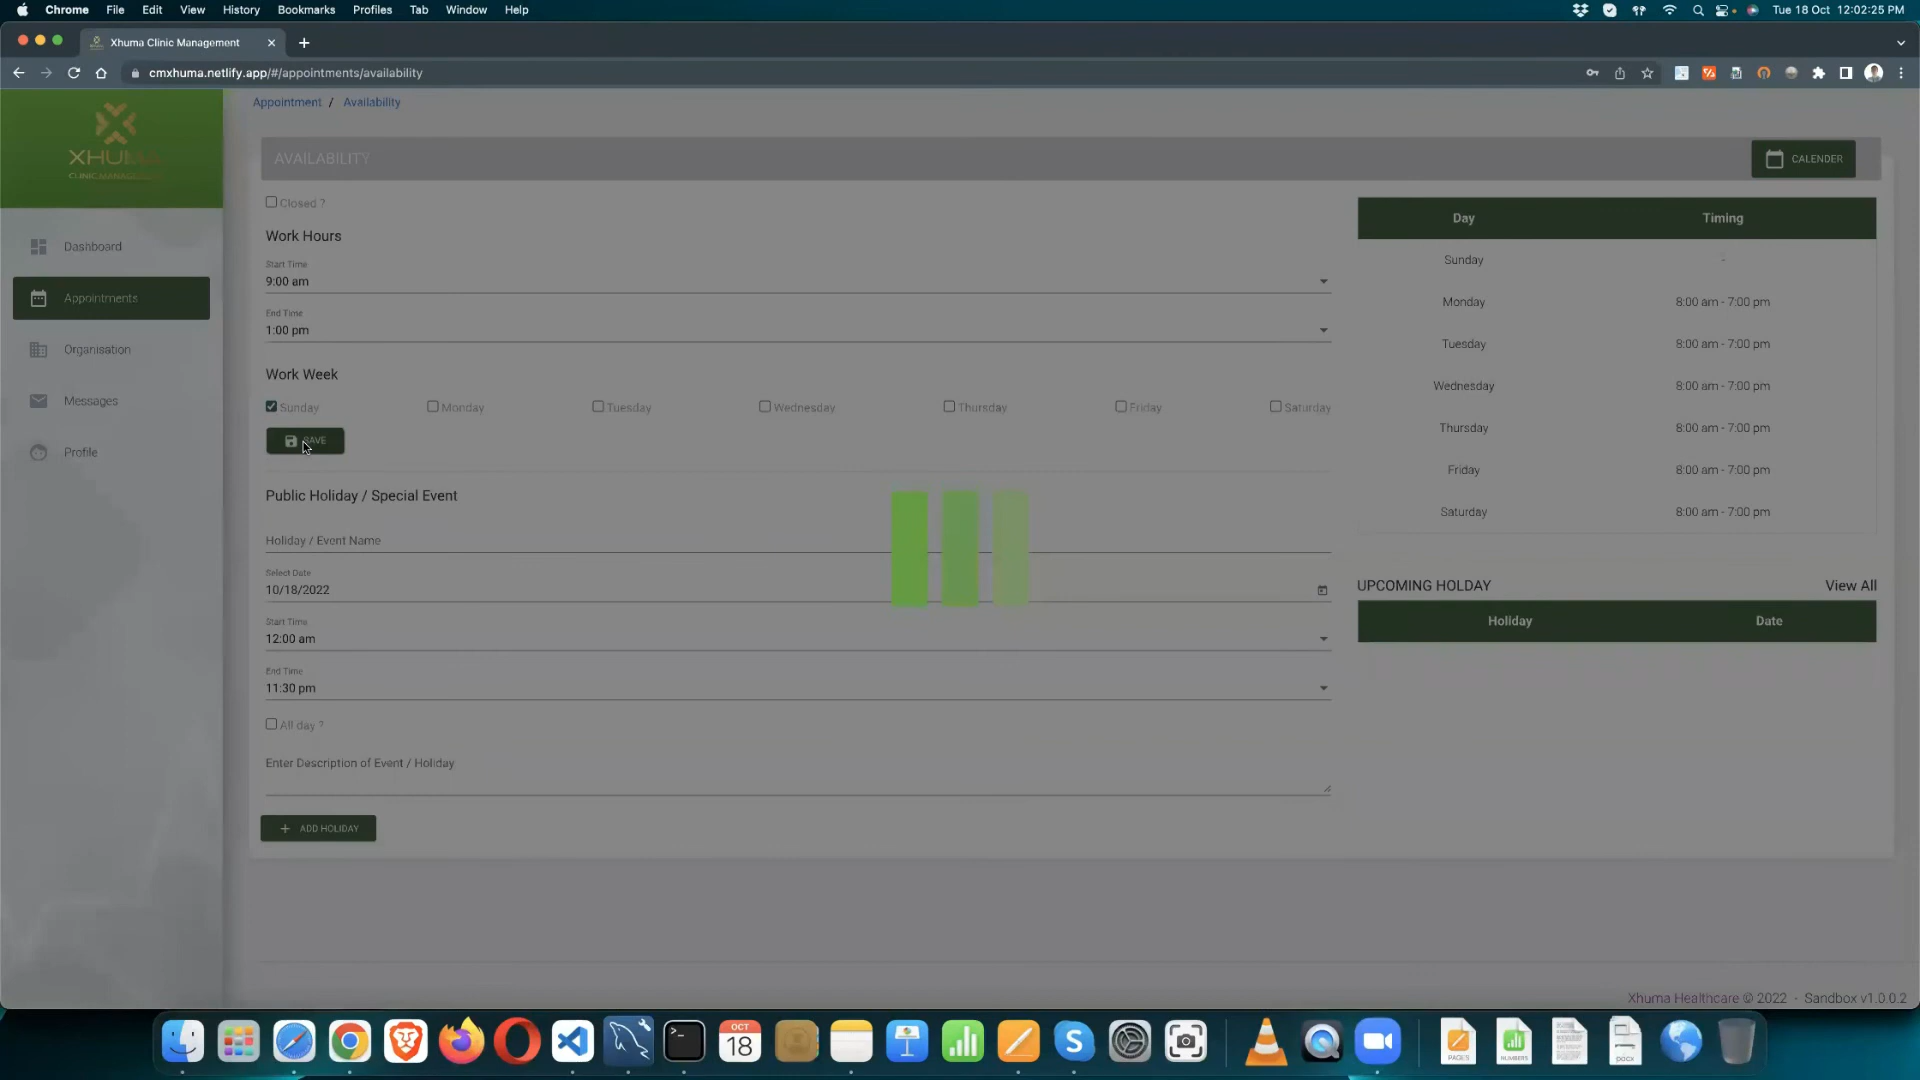 Chrome File Edit View History Bookmarks Profiles Tab Window Help
Tue 18 Oct 12:02:25 PM
Xhuma Clinic Management
cmxhuma.netlify.app/#/appointments/availability
XHUMA
Appointment / Availability
AVAILABILITY
CALENDER
Closed ?
Work Hours
Start Time
9:00 am
End Time
1:00 pm
Work Week
Sunday Monday Tuesday Wednesday Thursday Friday Saturday
SAVE
Public Holiday / Special Event
Holiday / Event Name
Select Date
10/18/2022
Start Time
12:00 am
End Time
11:30 pm
All day ?
Enter Description of Event / Holiday
ADD HOLIDAY
Dashboard
Appointments
Organisation
Messages
Profile
Day Timing
Sunday -
Monday 8:00 am - 7:00 pm
Tuesday 8:00 am - 7:00 pm
Wednesday 8:00 am - 7:00 pm
Thursday 8:00 am - 7:00 pm
Friday 8:00 am - 7:00 pm
Saturday 8:00 am - 7:00 pm
UPCOMING HOLDAY View All
Holiday Date
Xhuma Healthcare © 2022 - Sandbox v1.0.0.2
OCT
18
PAGES
NUMBERS
DOCX